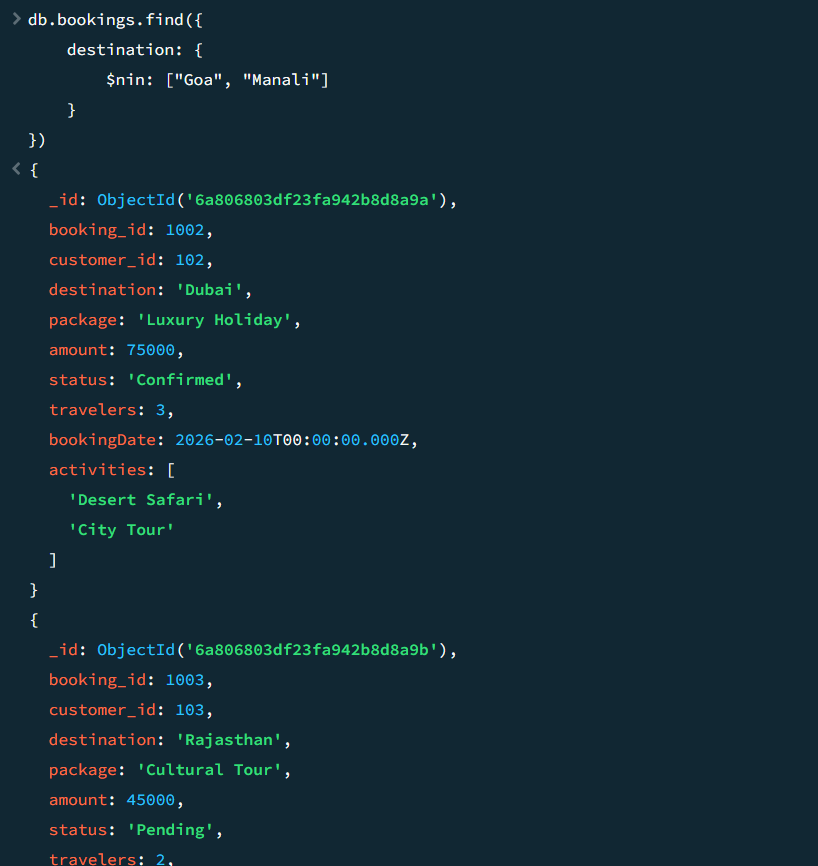 db.bookings.find({
destination: {
$nin: ["Goa", "Manali"]
}
})
{
_id: ObjectId('6a806803df23fa942b8d8a9a'),
booking_id: 1002,
customer_id: 102,
destination: 'Dubai',
package: 'Luxury Holiday',
amount: 75000,
status: 'Confirmed',
travelers: 3,
bookingDate: 2026-02-10T00:00:00.000Z,
activities: [
'Desert Safari',
'City Tour'
]
}
{
_id: ObjectId('6a806803df23fa942b8d8a9b'),
booking_id: 1003,
customer_id: 103,
destination: 'Rajasthan',
package: 'Cultural Tour',
amount: 45000,
status: 'Pending',
travelers: 2,